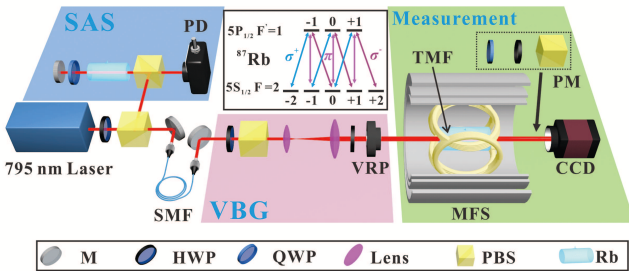 SAS
PD
5P1/2 F'=1
-1 0 +1
87Rb
σ+
π
σ-
5S1/2 F=2
-2 -1 0 +1 +2
Measurement
TMF
PM
795 nm Laser
SMF
VBG
VRP
MFS
CCD
M HWP QWP Lens PBS Rb